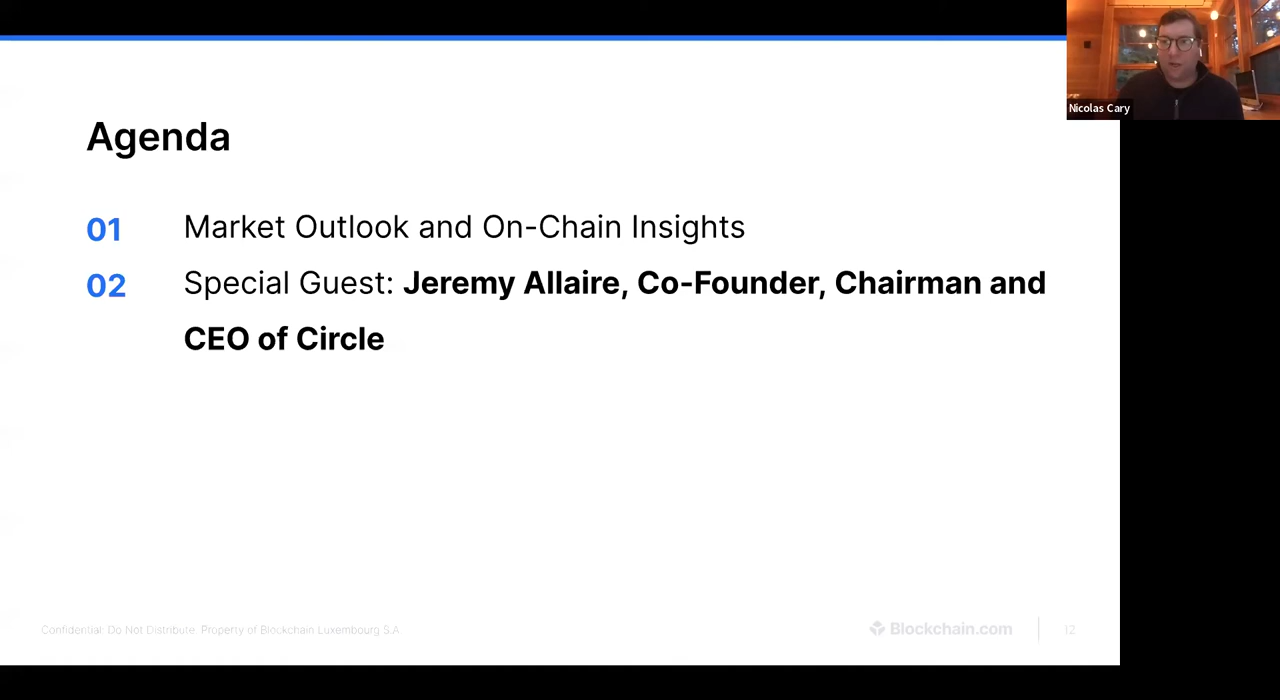 Nicolas Cary
Agenda
01 Market Outlook and On-Chain Insights
02 Special Guest: Jeremy Allaire, Co-Founder, Chairman and
CEO of Circle
Confidential: Do Not Distribute. Property of Blockchain Luxembourg S.A
Blockchain.com 12